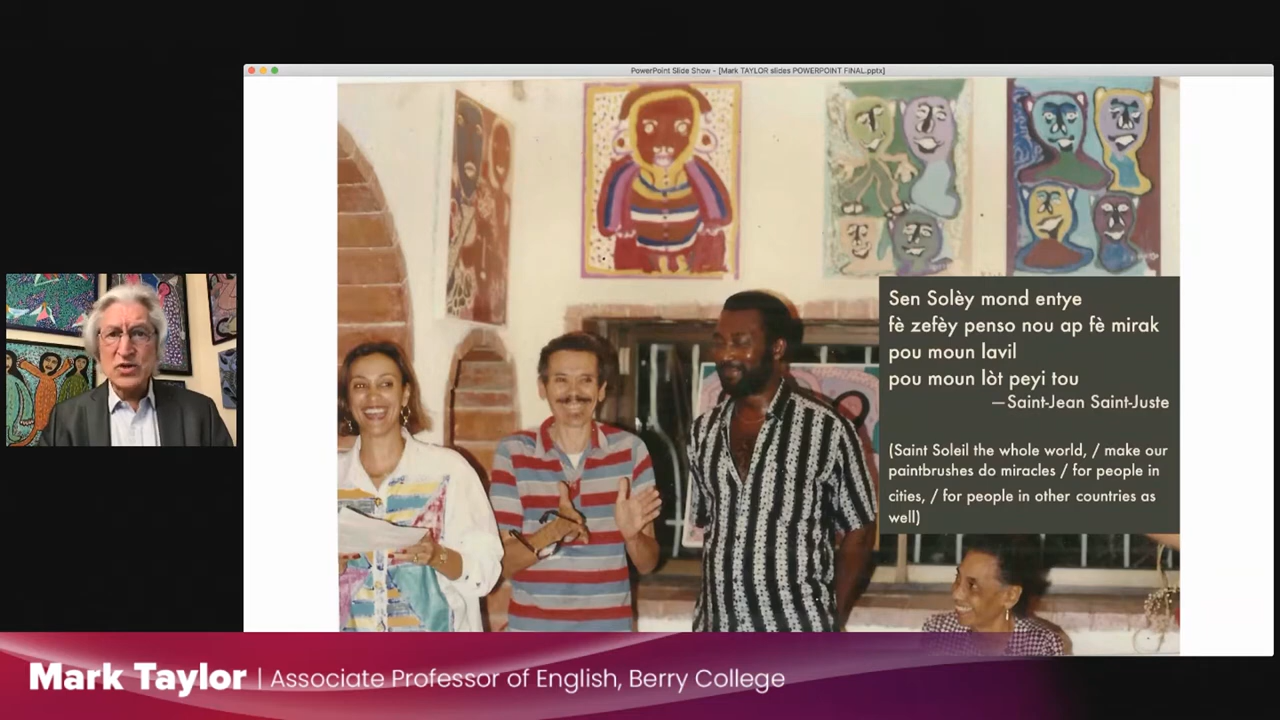 PowerPoint Slide Show - [Mark TAYLOR slides POWERPOINT FINAL.pptx]
Sen Solèy mond entye
fè zefèy penso nou ap fè mirak
pou moun lavil
pou moun lòt peyi tou
—Saint-Jean Saint-Juste
(Saint Soleil the whole world, / make our
paintbrushes do miracles / for people in
cities, / for people in other countries as
well)
Mark Taylor | Associate Professor of English, Berry College